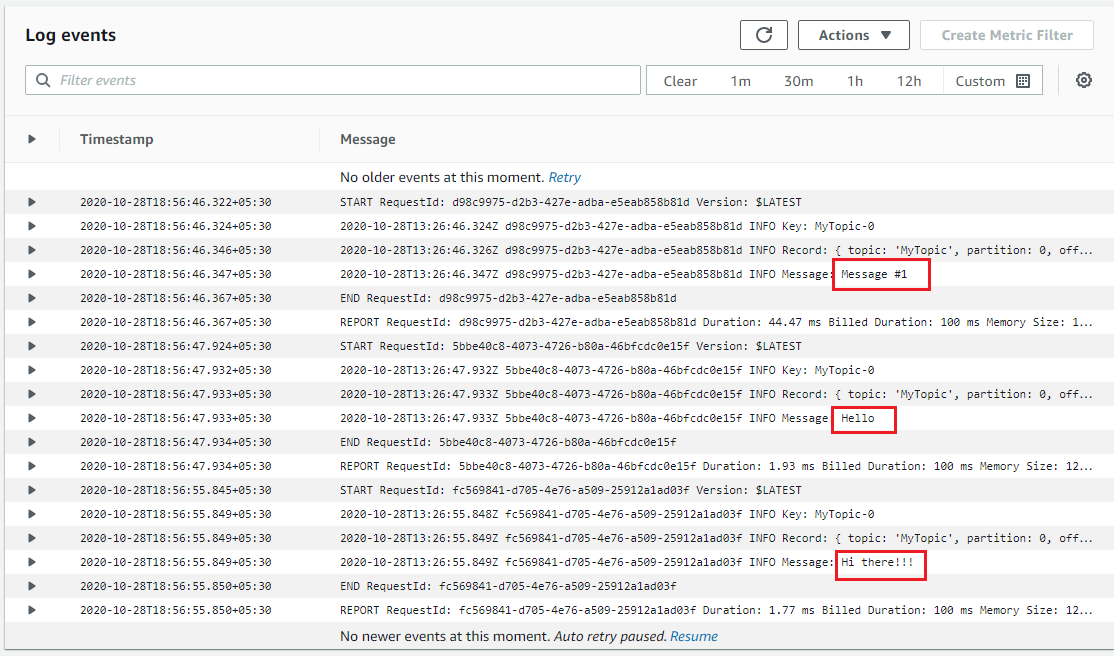 Log events
Actions ▼ Create Metric Filter
Filter events Clear 1m 30m 1h 12h Custom
Timestamp Message
No older events at this moment. Retry
2020-10-28T18:56:46.322+05:30 START RequestId: d98c9975-d2b3-427e-adba-e5eab858b81d Version: $LATEST
2020-10-28T18:56:46.324+05:30 2020-10-28T13:26:46.324Z d98c9975-d2b3-427e-adba-e5eab858b81d INFO Key: MyTopic-0
2020-10-28T18:56:46.346+05:30 2020-10-28T13:26:46.326Z d98c9975-d2b3-427e-adba-e5eab858b81d INFO Record: { topic: 'MyTopic', partition: 0, off...
2020-10-28T18:56:46.347+05:30 2020-10-28T13:26:46.347Z d98c9975-d2b3-427e-adba-e5eab858b81d INFO Message: Message #1
2020-10-28T18:56:46.367+05:30 END RequestId: d98c9975-d2b3-427e-adba-e5eab858b81d
2020-10-28T18:56:46.367+05:30 REPORT RequestId: d98c9975-d2b3-427e-adba-e5eab858b81d Duration: 44.47 ms Billed Duration: 100 ms Memory Size: 1...
2020-10-28T18:56:47.924+05:30 START RequestId: 5bbe40c8-4073-4726-b80a-46bfcdc0e15f Version: $LATEST
2020-10-28T18:56:47.932+05:30 2020-10-28T13:26:47.932Z 5bbe40c8-4073-4726-b80a-46bfcdc0e15f INFO Key: MyTopic-0
2020-10-28T18:56:47.933+05:30 2020-10-28T13:26:47.933Z 5bbe40c8-4073-4726-b80a-46bfcdc0e15f INFO Record: { topic: 'MyTopic', partition: 0, off...
2020-10-28T18:56:47.933+05:30 2020-10-28T13:26:47.933Z 5bbe40c8-4073-4726-b80a-46bfcdc0e15f INFO Message Hello
2020-10-28T18:56:47.934+05:30 END RequestId: 5bbe40c8-4073-4726-b80a-46bfcdc0e15f
2020-10-28T18:56:47.934+05:30 REPORT RequestId: 5bbe40c8-4073-4726-b80a-46bfcdc0e15f Duration: 1.93 ms Billed Duration: 100 ms Memory Size: 12...
2020-10-28T18:56:55.845+05:30 START RequestId: fc569841-d705-4e76-a509-25912a1ad03f Version: $LATEST
2020-10-28T18:56:55.849+05:30 2020-10-28T13:26:55.848Z fc569841-d705-4e76-a509-25912a1ad03f INFO Key: MyTopic-0
2020-10-28T18:56:55.849+05:30 2020-10-28T13:26:55.849Z fc569841-d705-4e76-a509-25912a1ad03f INFO Record: { topic: 'MyTopic', partition: 0, off...
2020-10-28T18:56:55.849+05:30 2020-10-28T13:26:55.849Z fc569841-d705-4e76-a509-25912a1ad03f INFO Message: Hi there!!!
2020-10-28T18:56:55.850+05:30 END RequestId: fc569841-d705-4e76-a509-25912a1ad03f
2020-10-28T18:56:55.850+05:30 REPORT RequestId: fc569841-d705-4e76-a509-25912a1ad03f Duration: 1.77 ms Billed Duration: 100 ms Memory Size: 12...
No newer events at this moment. Auto retry paused. Resume